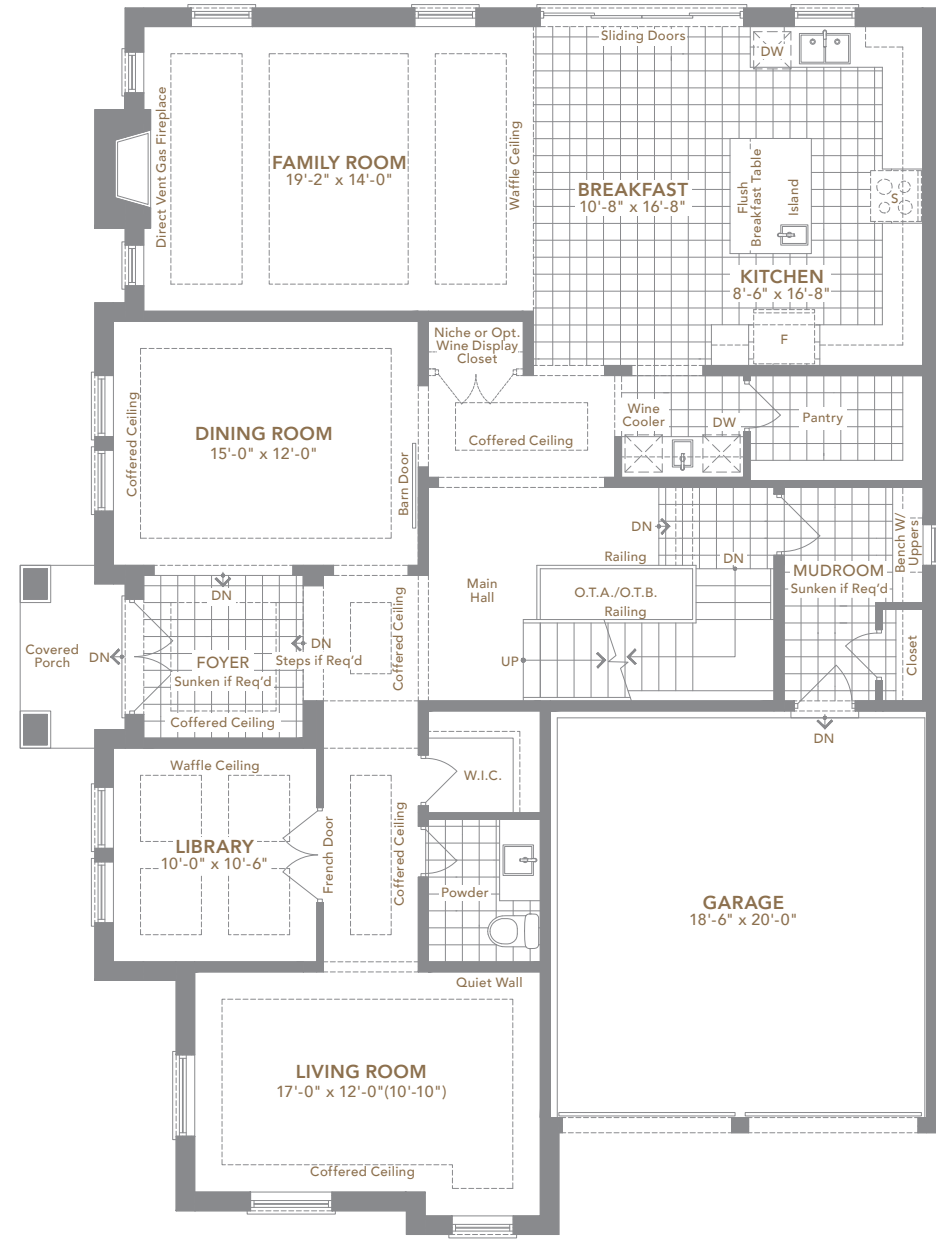 Sliding Doors
DW
Direct Vent Gas Fireplace
FAMILY ROOM
19'-2" x 14'-0"
Waffle Ceiling
BREAKFAST
10'-8" x 16'-8"
Flush
Breakfast Table
Island
S
KITCHEN
8'-6" x 16'-8"
F
Niche or Opt.
Wine Display
Closet
Coffered Ceiling
DINING ROOM
15'-0" x 12'-0"
Barn Door
Coffered Ceiling
Wine
Cooler
DW
Pantry
DN
Railing
DN
Bench W/
Uppers
MUDROOM
Sunken if Req'd
Main
Hall
O.T.A./O.T.B.
Railing
UP
Closet
DN
Covered
Porch
DN
DN
FOYER
Sunken if Req'd
DN
Steps if Req'd
Coffered Ceiling
Coffered Ceiling
Waffle Ceiling
LIBRARY
10'-0" x 10'-6"
French Door
Coffered Ceiling
W.I.C.
Powder
GARAGE
18'-6" x 20'-0"
Quiet Wall
LIVING ROOM
17'-0" x 12'-0"(10'-10")
Coffered Ceiling